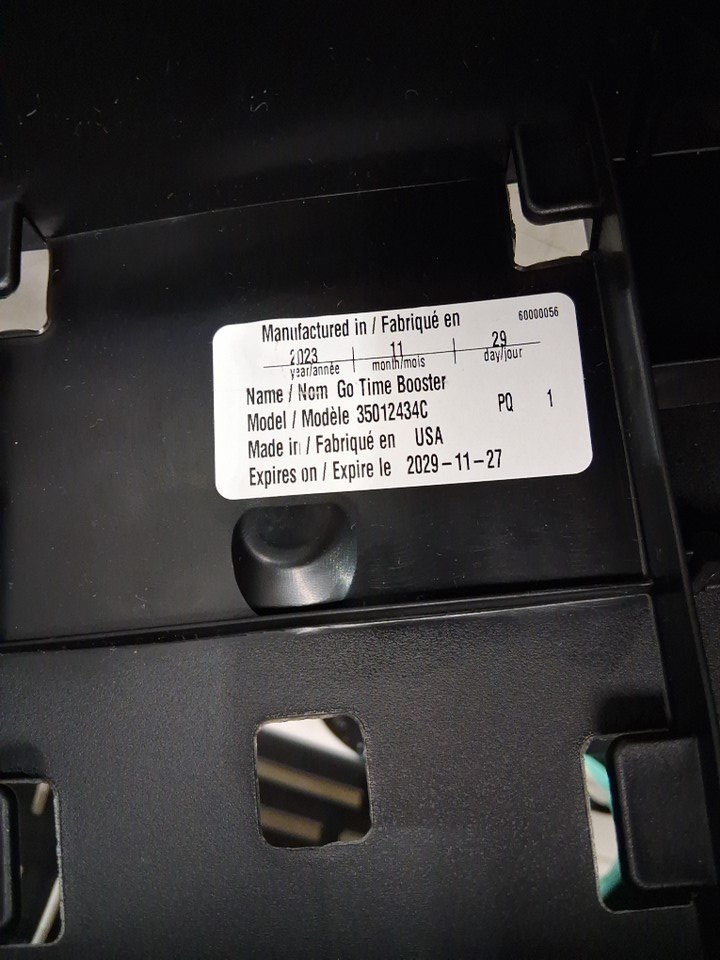 Manufactured in / Fabriqué en 60000056
2023 | 11 | 29
year/année month/mois day/jour
Name / Nom Go Time Booster
Model / Modèle 35012434C PQ 1
Made in / Fabriqué en USA
Expires on / Expire le 2029-11-27